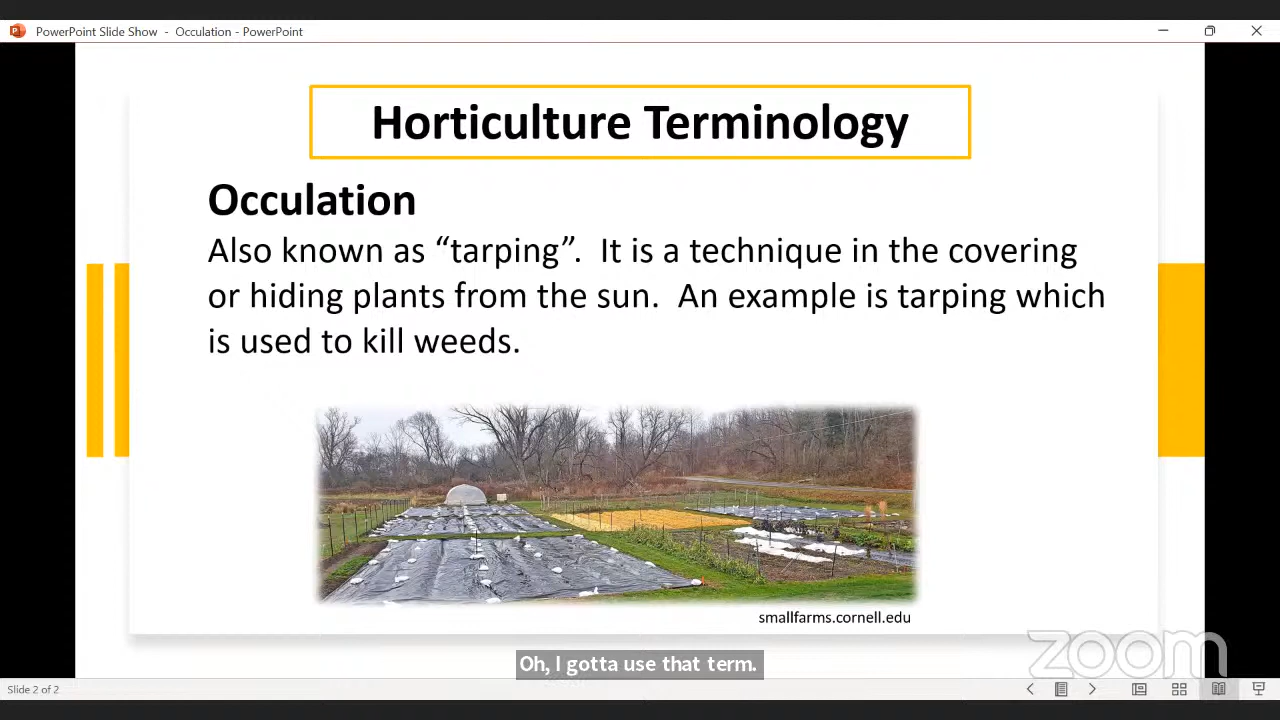 PowerPoint Slide Show - Occulation - PowerPoint
Horticulture Terminology
Occulation
Also known as “tarping”. It is a technique in the covering
or hiding plants from the sun. An example is tarping which
is used to kill weeds.
smallfarms.cornell.edu
zoom
Oh, I gotta use that term.
Slide 2 of 2